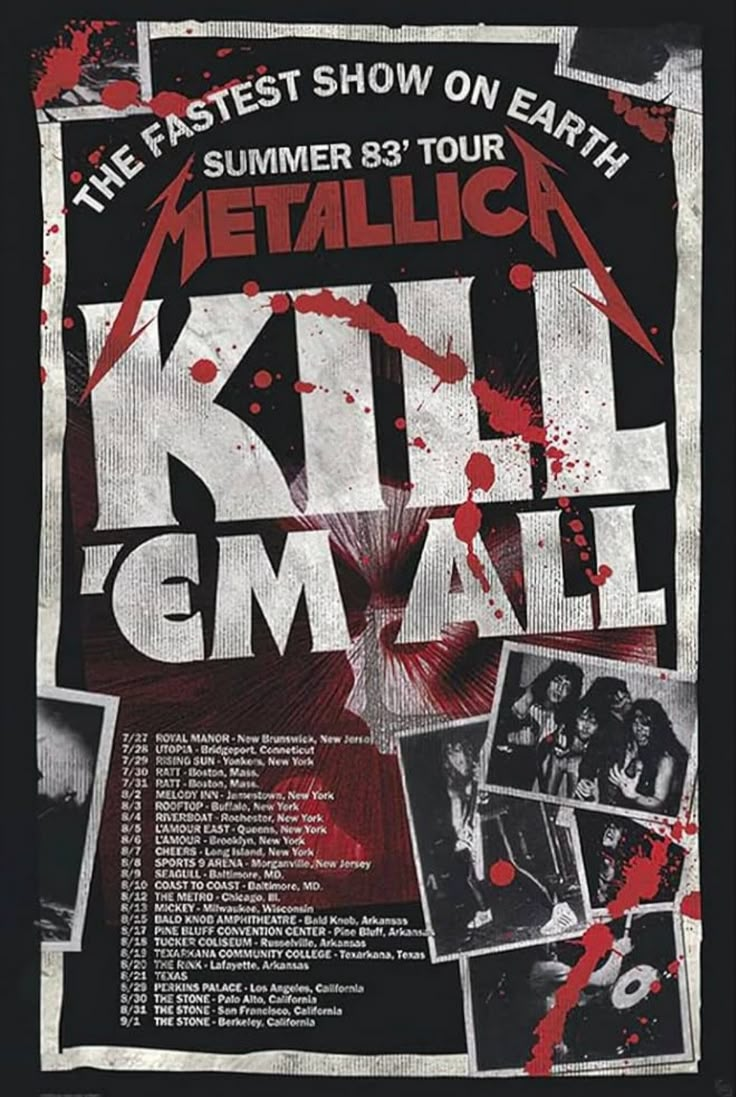 THE FASTEST SHOW ON EARTH
SUMMER 83' TOUR
METALLICA
KILL
'EM ALL
7/27 ROYAL MANOR - New Brunswick, New Jersey
7/28 UTOPIA - Bridgeport, Conneticut
7/29 RISING SUN - Yonkers, New York
7/30 RATT - Boston, Mass.
7/31 RATT - Boston, Mass.
8/2 MELODY INN - Jamestown, New York
8/3 ROOFTOP - Buffalo, New York
8/4 RIVERBOAT - Rochester, New York
8/5 L'AMOUR EAST - Queens, New York
8/6 L'AMOUR - Brooklyn, New York
8/7 CHEERS - Long Island, New York
8/8 SPORTS 9 ARENA - Morganville, New Jersey
8/9 SEAGULL - Baltimore, MD.
8/10 COAST TO COAST - Baltimore, MD.
8/12 THE METRO - Chicago, Ill.
8/13 MICKEY - Milwaukee, Wisconsin
8/15 BALD KNOB AMPHITHEATRE - Bald Knob, Arkansas
8/17 PINE BLUFF CONVENTION CENTER - Pine Bluff, Arkansas
8/18 TUCKER COLISEUM - Russelville, Arkansas
8/19 TEXARKANA COMMUNITY COLLEGE - Texarkana, Texas
8/20 THE RINK - Lafayette, Arkansas
8/21 TEXAS
8/29 PERKINS PALACE - Los Angeles, California
8/30 THE STONE - Palo Alto, California
8/31 THE STONE - San Francisco, California
9/1 THE STONE - Berkeley, California